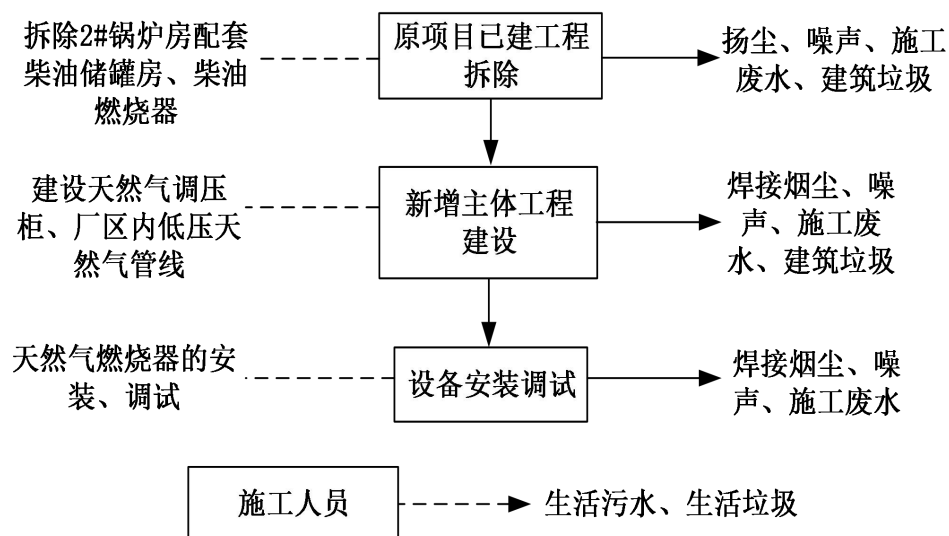 拆除2#锅炉房配套
柴油储罐房、柴油
燃烧器
原项目已建工程
拆除
扬尘、噪声、施工
废水、建筑垃圾
建设天然气调压
柜、厂区内低压天
然气管线
新增主体工程
建设
焊接烟尘、噪
声、施工废
水、建筑垃圾
天然气燃烧器的安
装、调试
设备安装调试
焊接烟尘、噪
声、施工废水
施工人员
生活污水、生活垃圾